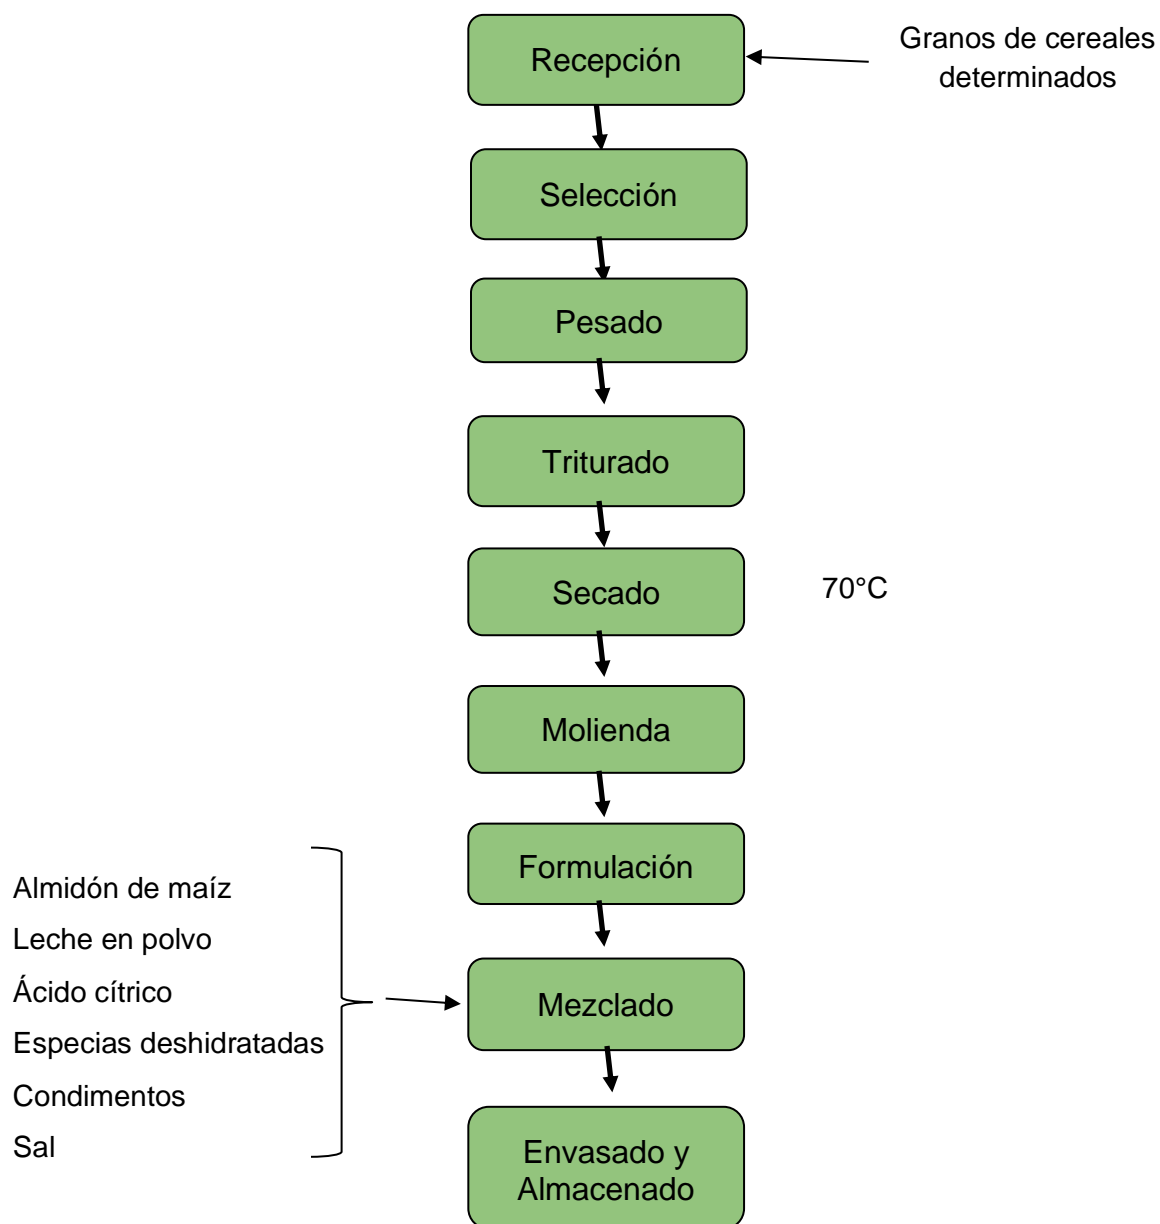 Recepción
Granos de cereales
determinados
Selección
Pesado
Triturado
Secado
70°C
Molienda
Formulación
Almidón de maíz
Leche en polvo
Ácido cítrico
Especias deshidratadas
Condimentos
Sal
Mezclado
Envasado y
Almacenado